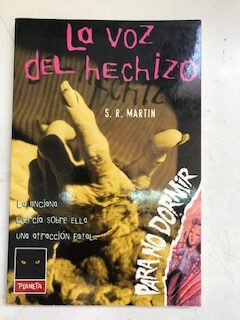 La voz
del hechizo
S. R. MARTIN
La anciana
ejercía sobre ella
una atracción fatal...
PARA NO DORMIR
PLANETA